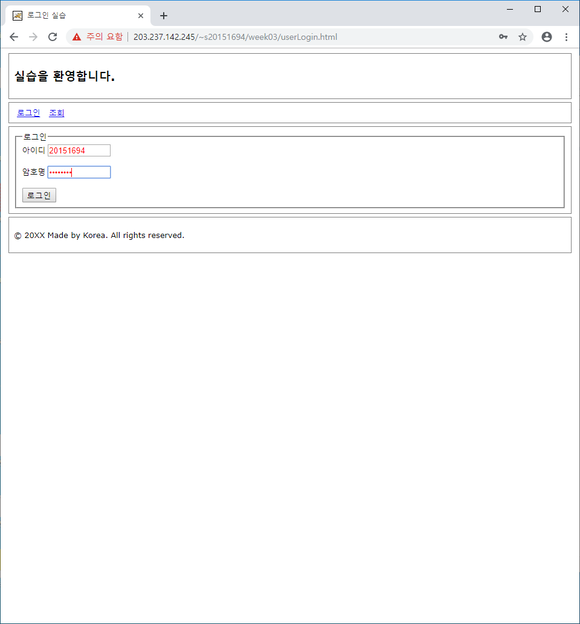 로그인 실습
주의 요함 | 203.237.142.245/~s20151694/week03/userLogin.html
실습을 환영합니다.
로그인 조회
로그인
아이디 20151694
암호명 ••••••••
로그인
© 20XX Made by Korea. All rights reserved.